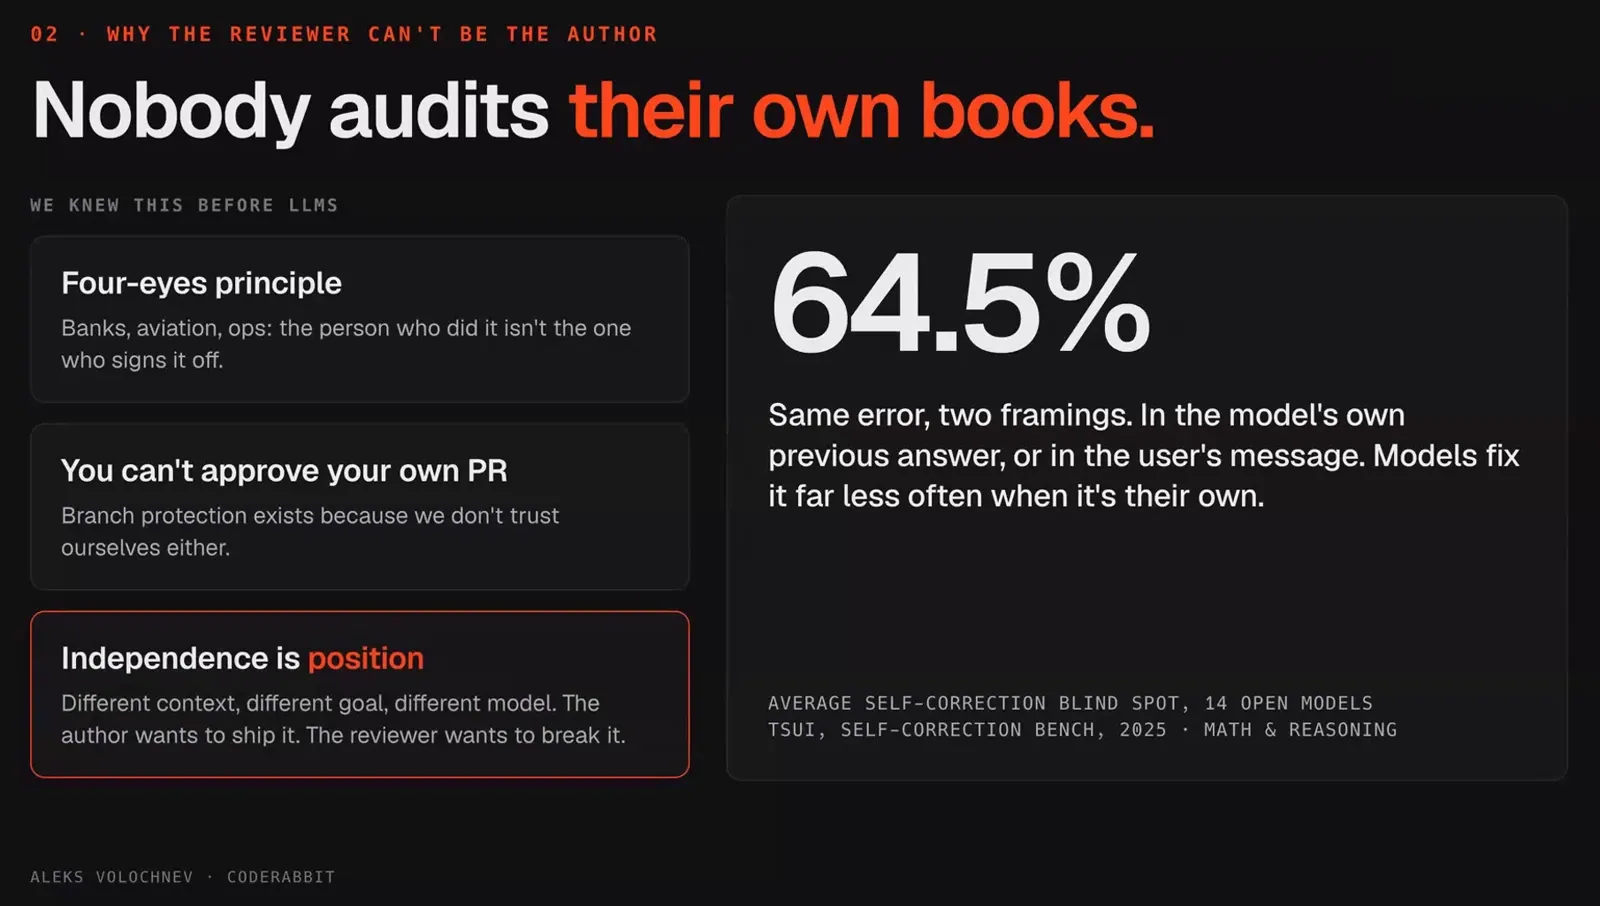 02 · WHY THE REVIEWER CAN'T BE THE AUTHOR
Nobody audits their own books.
WE KNEW THIS BEFORE LLMS
Four-eyes principle
Banks, aviation, ops: the person who did it isn't the one
who signs it off.
You can't approve your own PR
Branch protection exists because we don't trust
ourselves either.
Independence is position
Different context, different goal, different model. The
author wants to ship it. The reviewer wants to break it.
64.5%
Same error, two framings. In the model's own
previous answer, or in the user's message. Models fix
it far less often when it's their own.
AVERAGE SELF-CORRECTION BLIND SPOT, 14 OPEN MODELS
TSUI, SELF-CORRECTION BENCH, 2025 · MATH & REASONING
ALEKS VOLOCHNEV · CODERABBIT